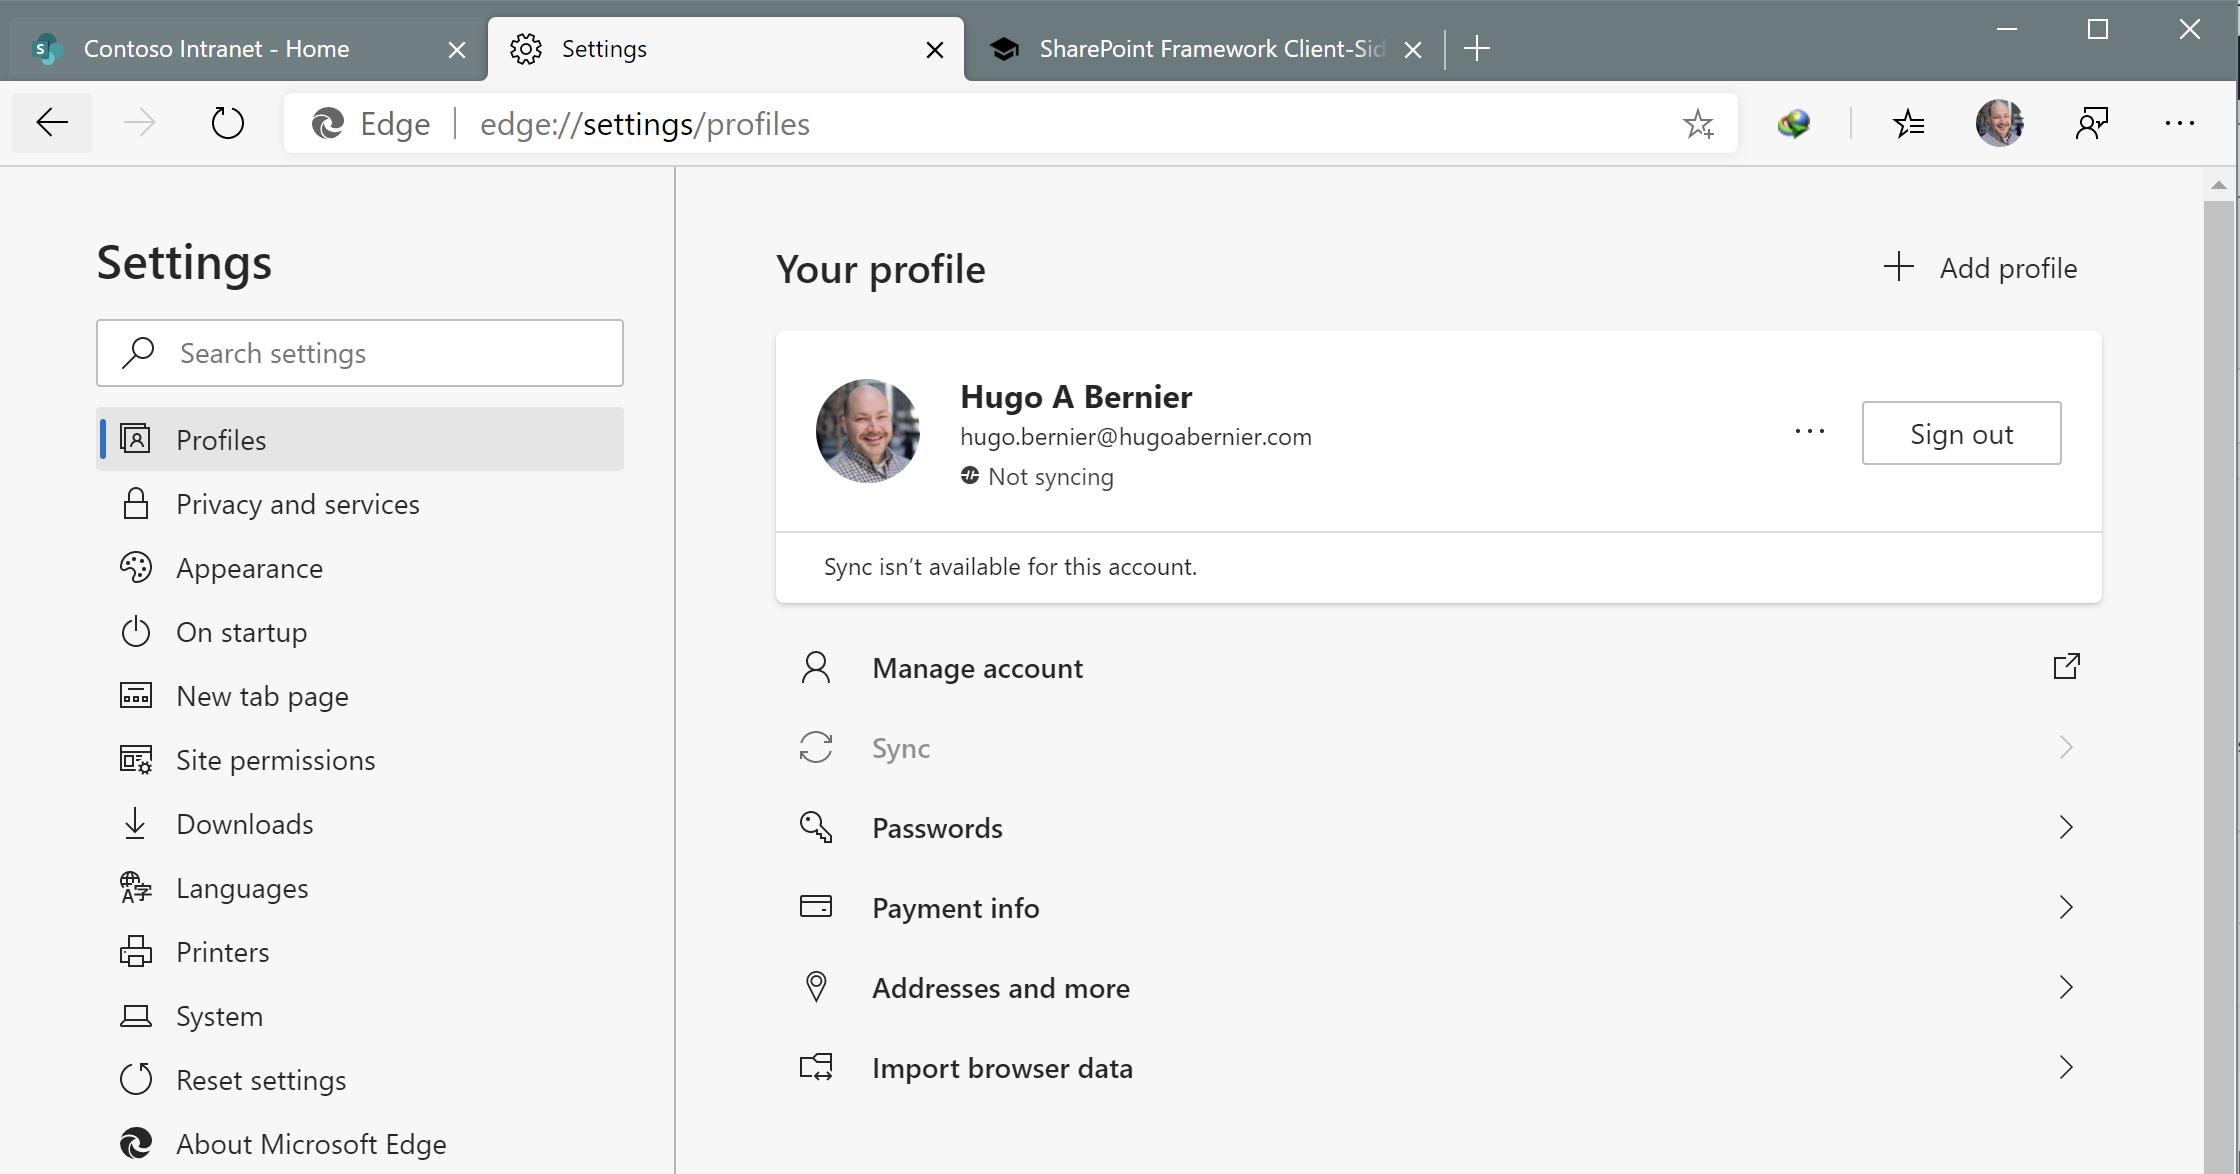 Contoso Intranet - Home
Settings
SharePoint Framework Client-Sid
Edge
edge://settings/profiles
Settings
Search settings
Profiles
Privacy and services
Appearance
On startup
New tab page
Site permissions
Downloads
Languages
Printers
System
Reset settings
About Microsoft Edge
Your profile
Add profile
Hugo A Bernier
hugo.bernier@hugoabernier.com
Not syncing
Sign out
Sync isn’t available for this account.
Manage account
Sync
Passwords
Payment info
Addresses and more
Import browser data